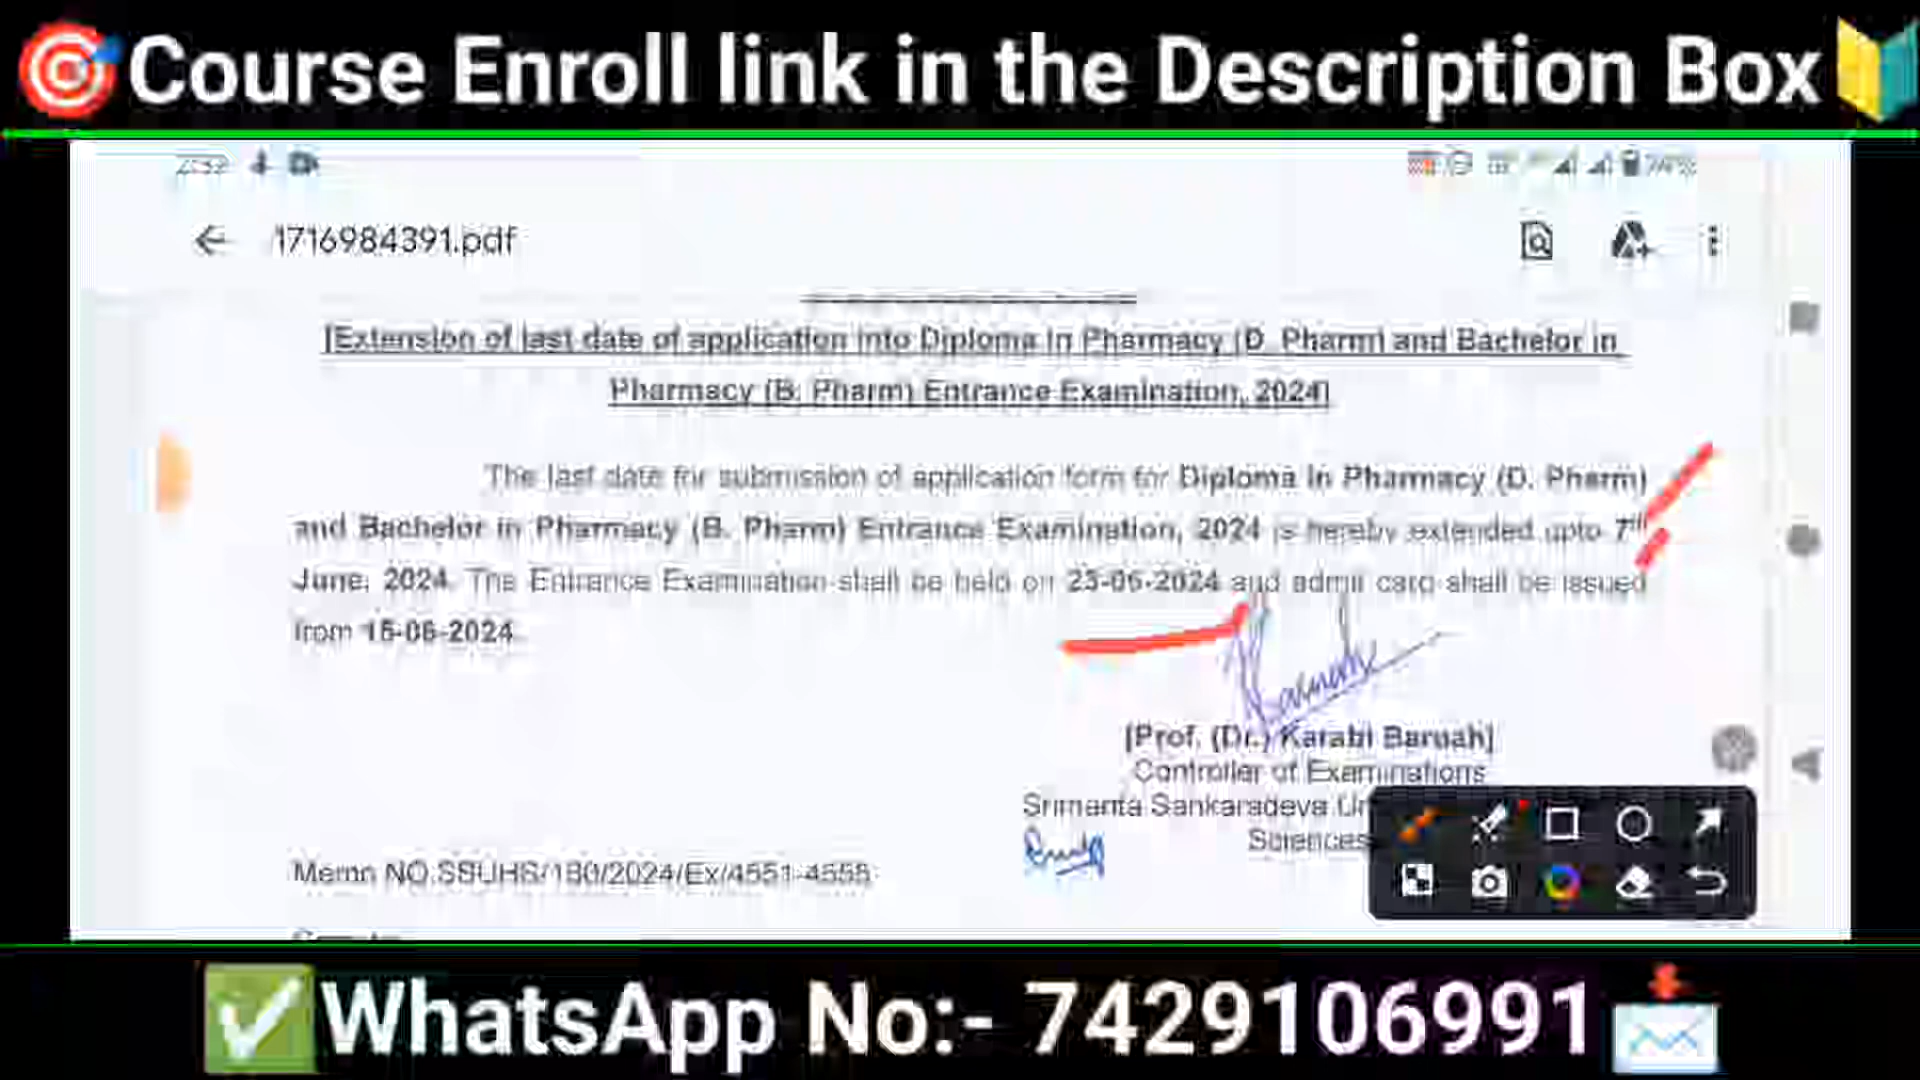 Course Enroll link in the Description Box
1716984391.pdf
[Extension of last date of application into Diploma in Pharmacy (D. Pharm) and Bachelor in
Pharmacy (B. Pharm) Entrance Examination, 2024]
The last date for submission of application form for Diploma in Pharmacy (D. Pharm)
and Bachelor in Pharmacy (B. Pharm) Entrance Examination, 2024 is hereby extended upto 7th
June, 2024. The Entrance Examination shall be held on 23-06-2024 and admit card shall be issued
from 15-06-2024.
[Prof. (Dr.) Karabi Baruah]
Controller of Examinations
Srimanta Sankaradeva Un
Sciences
Memo NO.SSUHS/180/2024/Ex/4551-4555
WhatsApp No:- 7429106991